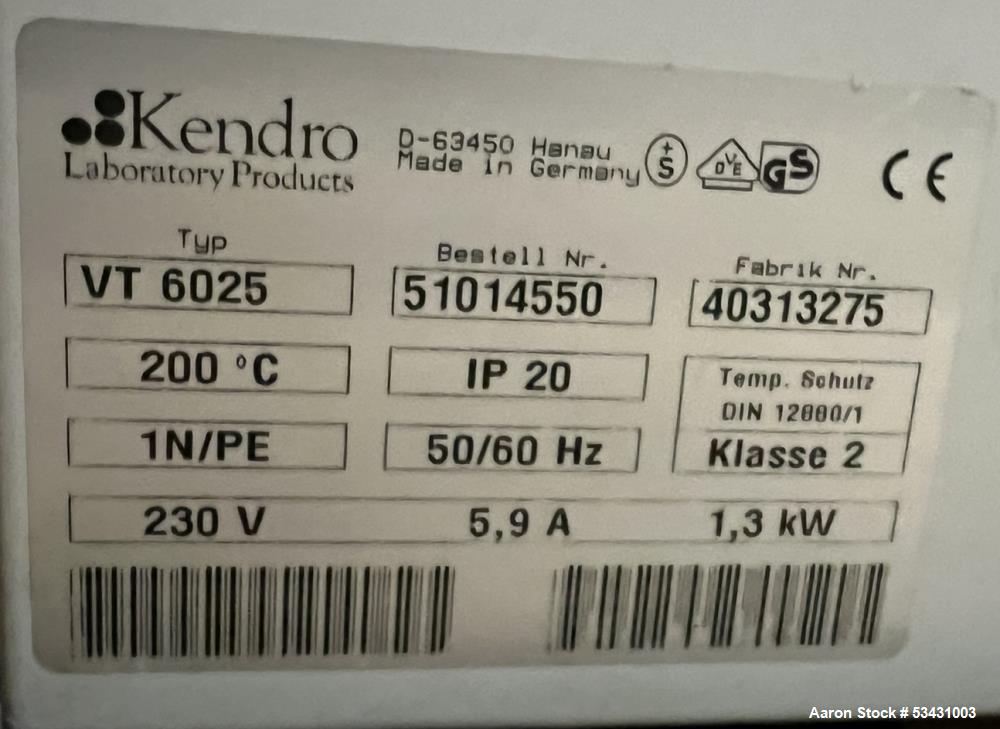 Kendro
Laboratory Products
D-63450 Hanau
Made in Germany
+S
DVE
GS
CE
Typ
Bestell Nr.
Fabrik Nr.
VT 6025
51014550
40313275
200 °C
IP 20
Temp. Schutz
DIN 12880/1
1N/PE
50/60 Hz
Klasse 2
230 V
5,9 A
1,3 kW
Aaron Stock # 53431003